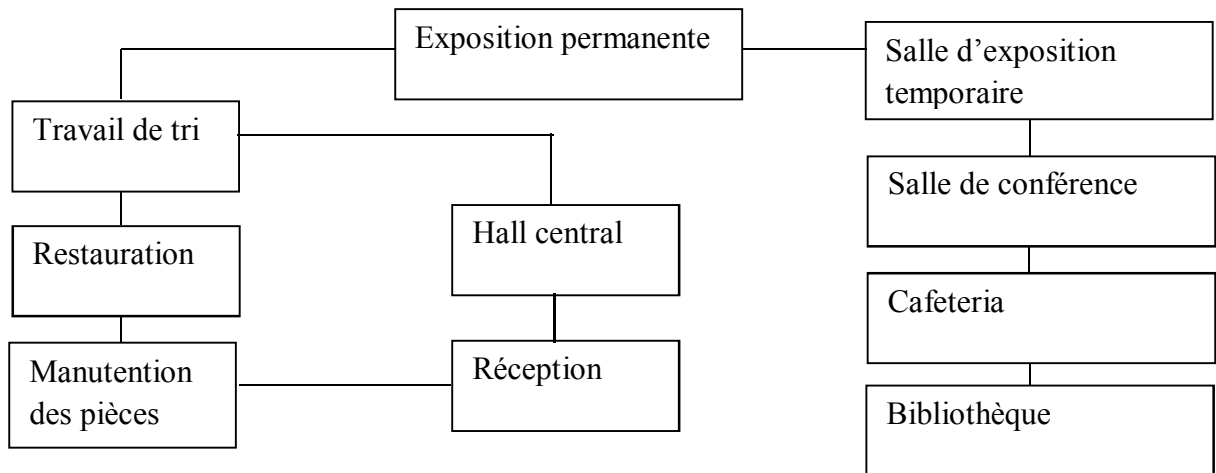 Exposition permanente
Salle d’exposition
temporaire
Travail de tri
Salle de conférence
Hall central
Restauration
Cafeteria
Manutention
des pièces
Réception
Bibliothèque